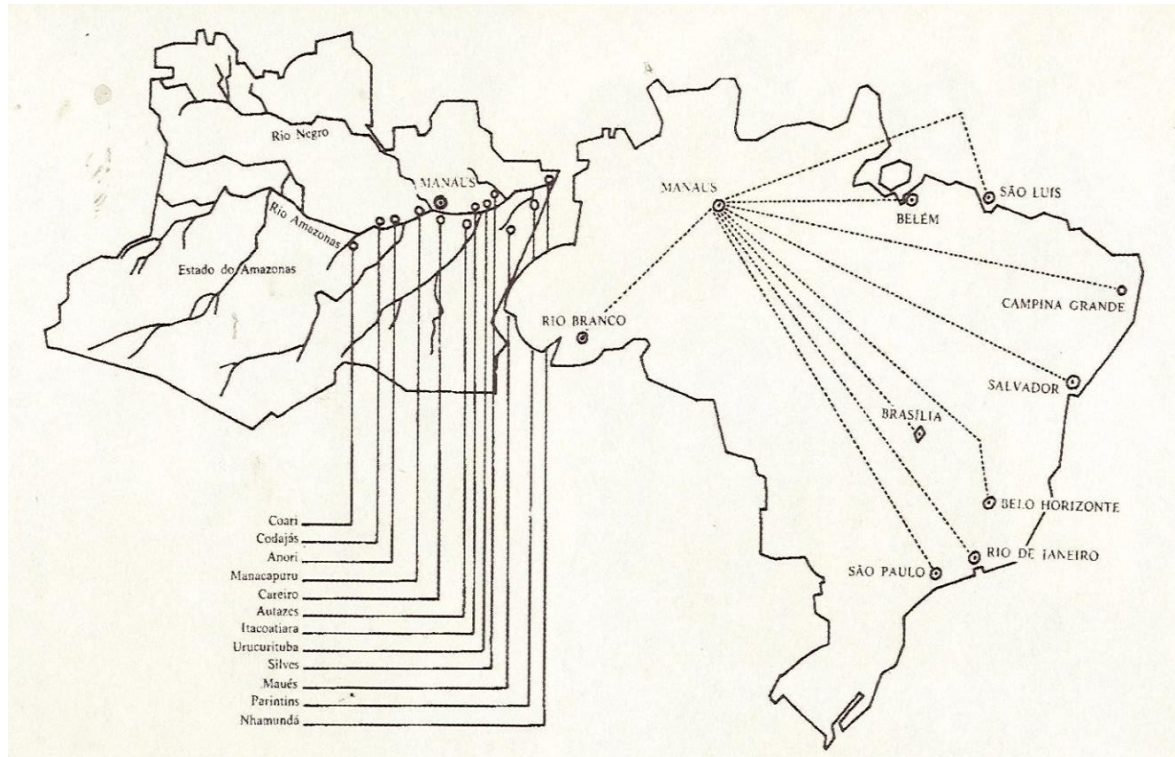 Rio Negro
MANAUS
Rio Amazonas
Estado do Amazonas
Coari
Codajás
Anori
Manacapuru
Careiro
Autazes
Itacoatiara
Urucurituba
Silves
Maués
Parintins
Nhamundá
MANAUS
SÃO LUIS
BELÉM
CAMPINA GRANDE
RIO BRANCO
SALVADOR
BRASÍLIA
BELO HORIZONTE
RIO DE JANEIRO
SÃO PAULO